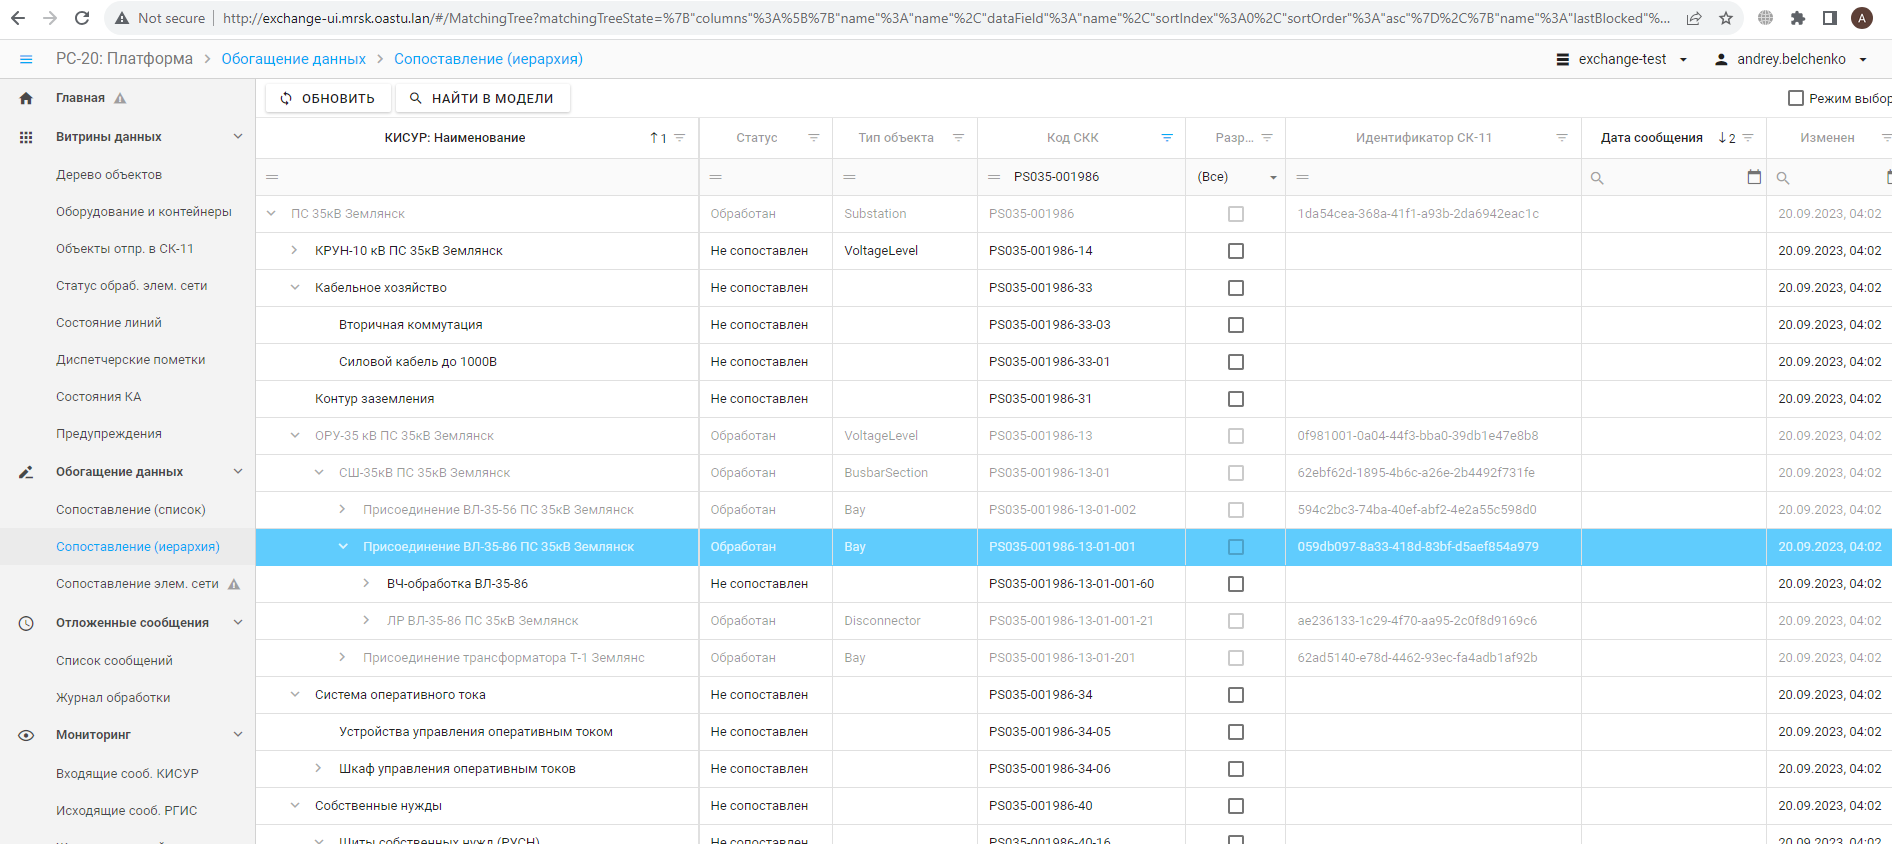 Not secure
http://exchange-ui.mrsk.oastu.lan/#/MatchingTree?matchingTreeState=%7B"columns"%3A%5B%7B"name"%3A"name"%2C"dataField"%3A"name"%2C"sortIndex"%3A0%2C"sortOrder"%3A"asc"%7D%2C%7B"name"%3A"lastBlocked"%...
A
РС-20: Платформа > Обогащение данных > Сопоставление (иерархия)
exchange-test
andrey.belchenko
Главная
Витрины данных
Дерево объектов
Оборудование и контейнеры
Объекты отпр. в СК-11
Статус обраб. элем. сети
Состояние линий
Диспетчерские пометки
Состояния КА
Предупреждения
Обогащение данных
Сопоставление (список)
Сопоставление (иерархия)
Сопоставление элем. сети
Отложенные сообщения
Список сообщений
Журнал обработки
Мониторинг
Входящие сооб. КИСУР
Исходящие сооб. РГИС
ОБНОВИТЬ НАЙТИ В МОДЕЛИ Режим выбор
КИСУР: Наименование 1 Статус Тип объекта Код СКК Разр... Идентификатор СК-11 Дата сообщения 2 Изменен
PS035-001986 (Все)
ПС 35кВ Землянск Обработан Substation PS035-001986 1da54cea-368a-41f1-a93b-2da6942eac1c 20.09.2023, 04:02
КРУН-10 кВ ПС 35кВ Землянск Не сопоставлен VoltageLevel PS035-001986-14 20.09.2023, 04:02
Кабельное хозяйство Не сопоставлен PS035-001986-33 20.09.2023, 04:02
Вторичная коммутация Не сопоставлен PS035-001986-33-03 20.09.2023, 04:02
Силовой кабель до 1000В Не сопоставлен PS035-001986-33-01 20.09.2023, 04:02
Контур заземления Не сопоставлен PS035-001986-31 20.09.2023, 04:02
ОРУ-35 кВ ПС 35кВ Землянск Обработан VoltageLevel PS035-001986-13 0f981001-0a04-44f3-bba0-39db1e47e8b8 20.09.2023, 04:02
СШ-35кВ ПС 35кВ Землянск Обработан BusbarSection PS035-001986-13-01 62ebf62d-1895-4b6c-a26e-2b4492f731fe 20.09.2023, 04:02
Присоединение ВЛ-35-56 ПС 35кВ Землянск Обработан Bay PS035-001986-13-01-002 594c2bc3-74ba-40ef-abf2-4e2a55c598d0 20.09.2023, 04:02
Присоединение ВЛ-35-86 ПС 35кВ Землянск Обработан Bay PS035-001986-13-01-001 059db097-8a33-418d-83bf-d5aef854a979 20.09.2023, 04:02
ВЧ-обработка ВЛ-35-86 Не сопоставлен PS035-001986-13-01-001-60 20.09.2023, 04:02
ЛР ВЛ-35-86 ПС 35кВ Землянск Обработан Disconnector PS035-001986-13-01-001-21 ae236133-1c29-4f70-aa95-2c0f8d9169c6 20.09.2023, 04:02
Присоединение трансформатора Т-1 Землянс Обработан Bay PS035-001986-13-01-201 62ad5140-e78d-4462-93ec-fa4adb1af92b 20.09.2023, 04:02
Система оперативного тока Не сопоставлен PS035-001986-34 20.09.2023, 04:02
Устройства управления оперативным током Не сопоставлен PS035-001986-34-05 20.09.2023, 04:02
Шкаф управления оперативным токов Не сопоставлен PS035-001986-34-06 20.09.2023, 04:02
Собственные нужды Не сопоставлен PS035-001986-40 20.09.2023, 04:02
Щиты собственных нужд (РУСН) Не сопоставлен PS035-001986-40-16 20.09.2023, 04:02